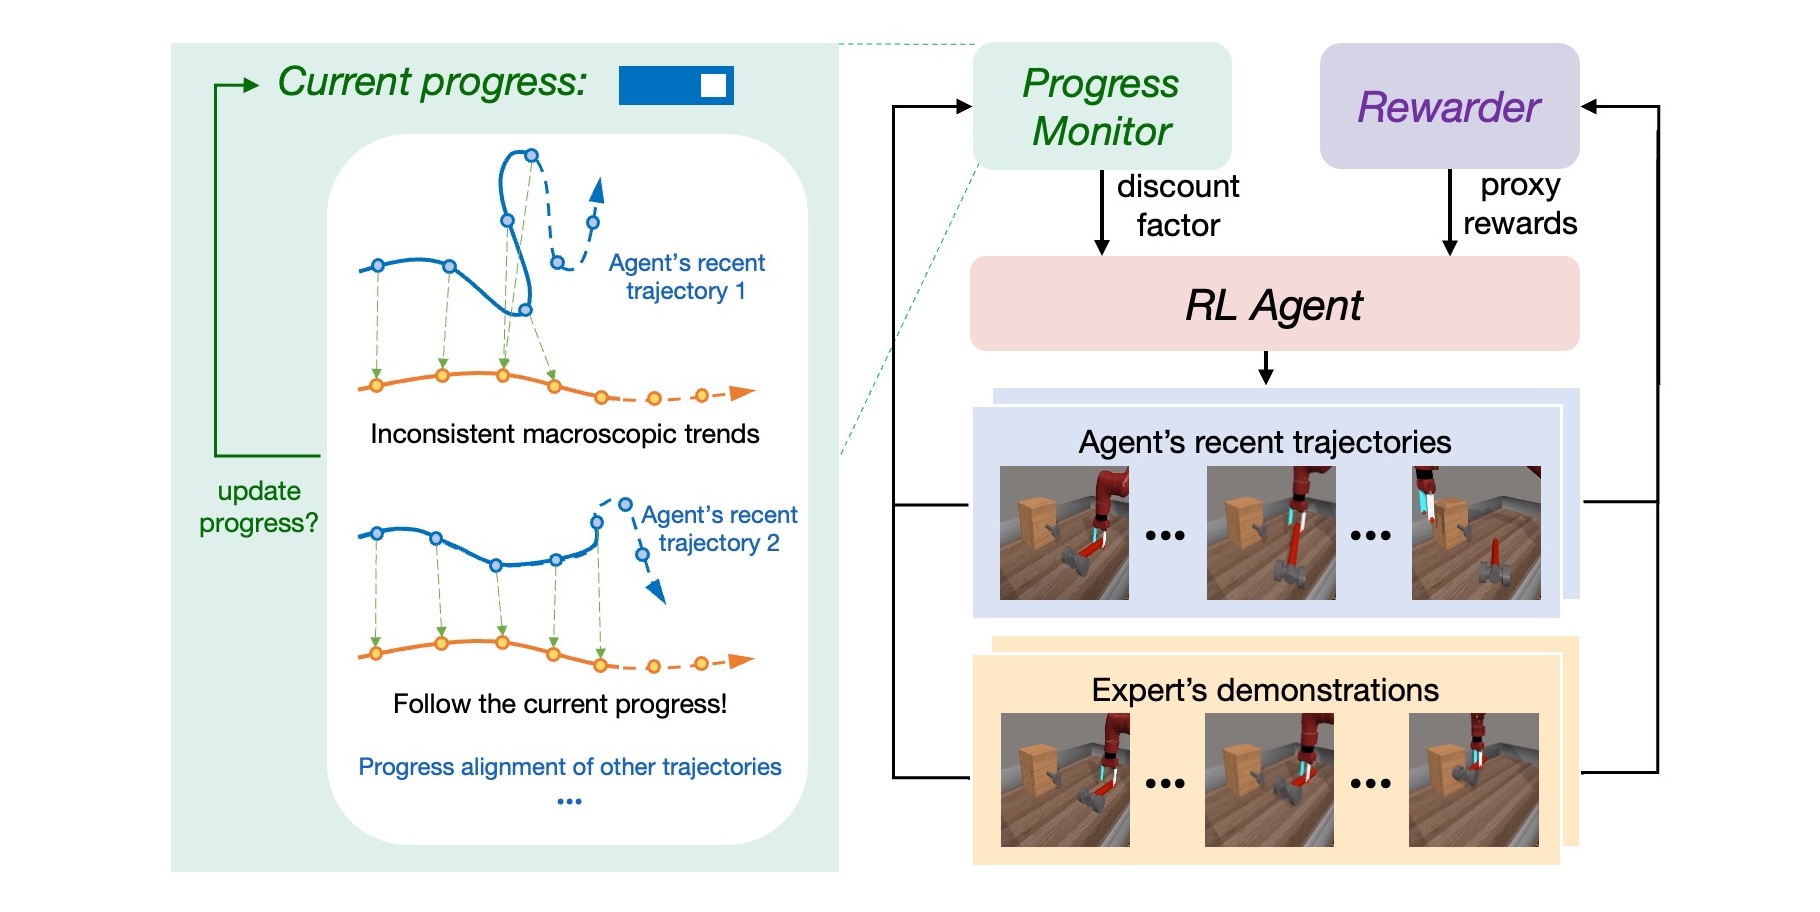 Current progress:
Agent’s recent
trajectory 1
Inconsistent macroscopic trends
update
progress?
Agent’s recent
trajectory 2
Follow the current progress!
Progress alignment of other trajectories
...
Progress
Monitor
Rewarder
discount
factor
proxy
rewards
RL Agent
Agent’s recent trajectories
... ...
Expert’s demonstrations
... ...